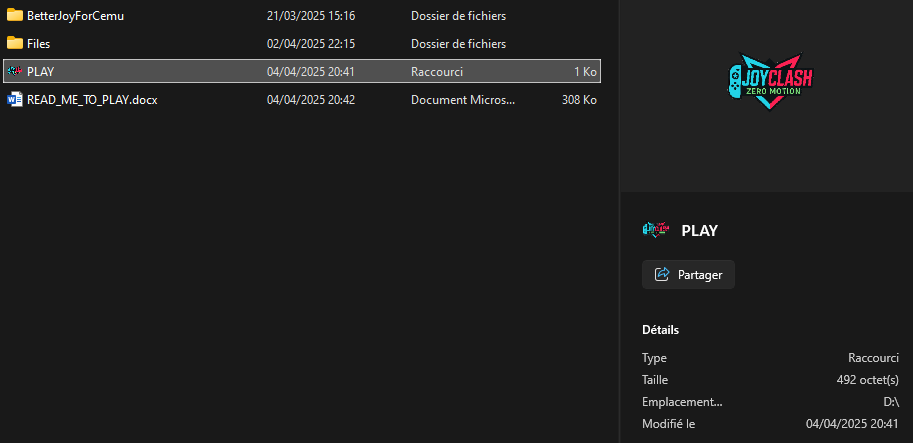 BetterJoyForCemu 21/03/2025 15:16 Dossier de fichiers
Files 02/04/2025 22:15 Dossier de fichiers
PLAY 04/04/2025 20:41 Raccourci 1 Ko
READ_ME_TO_PLAY.docx 04/04/2025 20:42 Document Micros... 308 Ko
JOYCLASH
ZERO MOTION
PLAY
Partager
Détails
Type Raccourci
Taille 492 octet(s)
Emplacement... D:\
Modifié le 04/04/2025 20:41